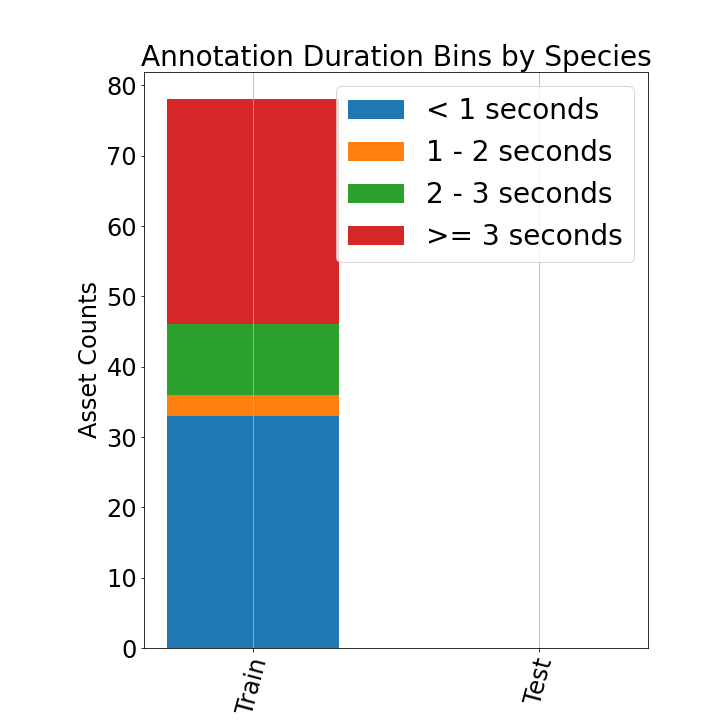 Annotation Duration Bins by Species
80
70
60
50
40
30
20
10
0
Asset Counts
< 1 seconds
1 - 2 seconds
2 - 3 seconds
>= 3 seconds
Train
Test